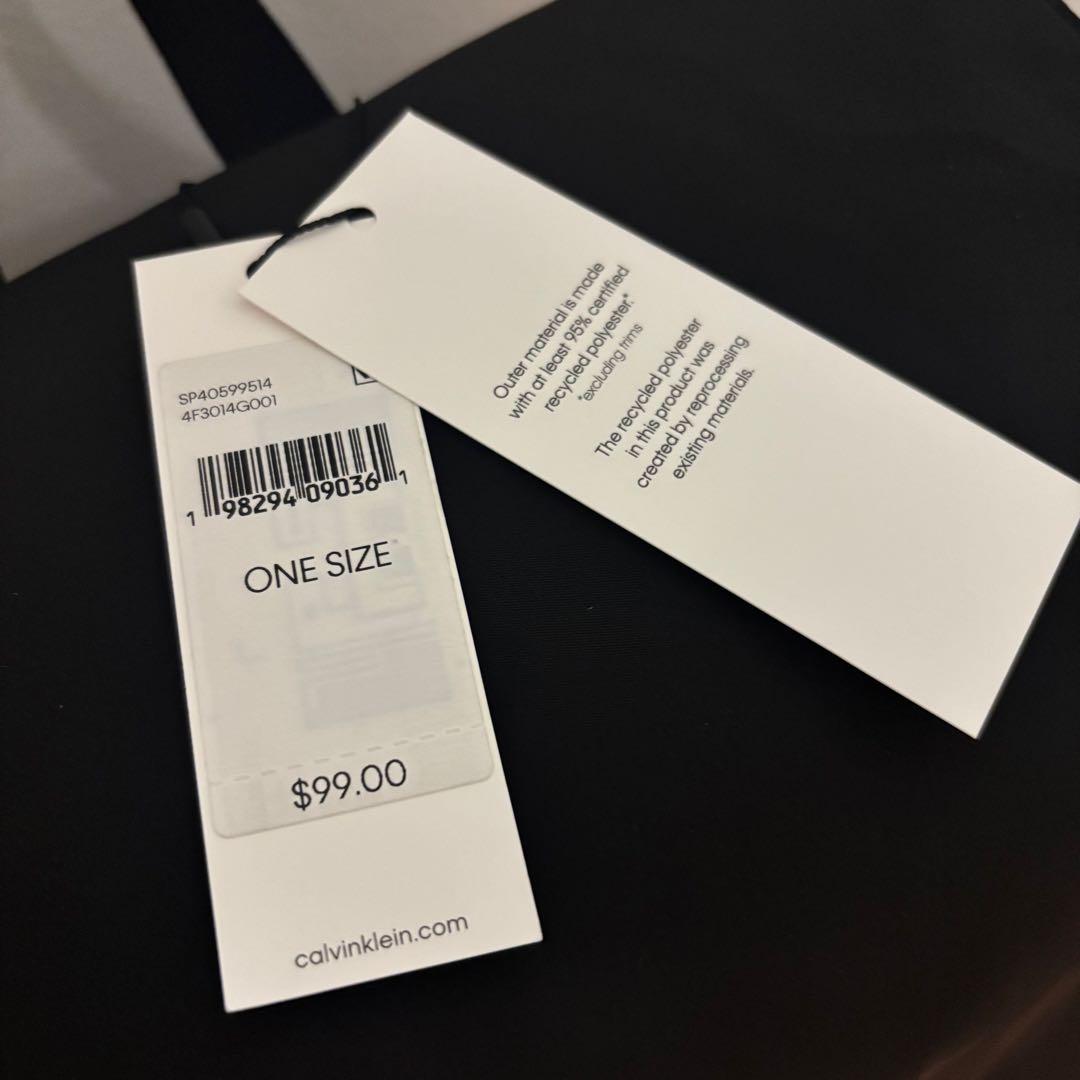 SP40599514
4F3014G001
1 98294 09036 1
ONE SIZE
$99.00
calvinklein.com
Outer material is made
with at least 95% certified
recycled polyester.*
*excluding trims
The recycled polyester
in this product was
created by reprocessing
existing materials.